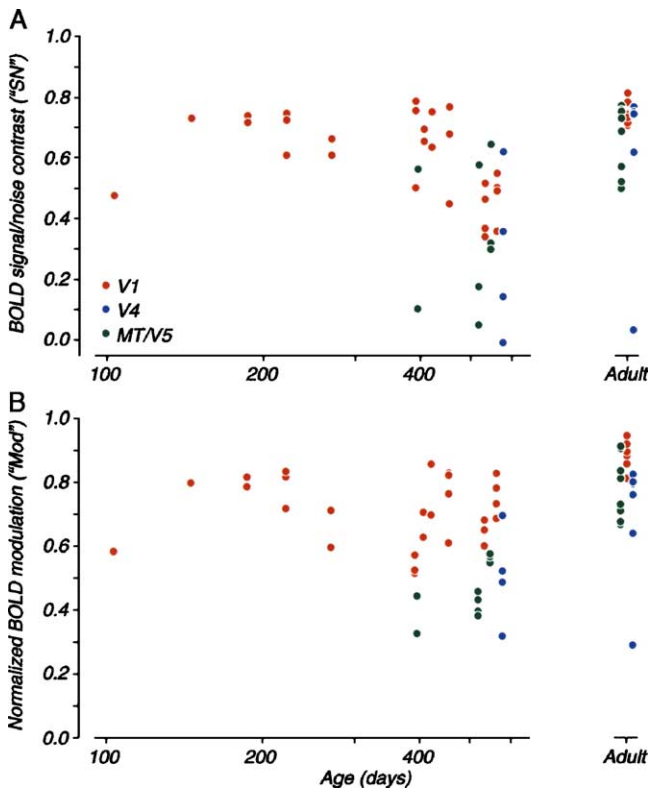 A
BOLD signal/noise contrast ("SN")
1.0
0.8
0.6
0.4
0.2
0.0
V1
V4
MT/V5
100
200
400
Adult
B
Normalized BOLD modulation ("Mod")
1.0
0.8
0.6
0.4
0.2
0.0
100
200
400
Adult
Age (days)